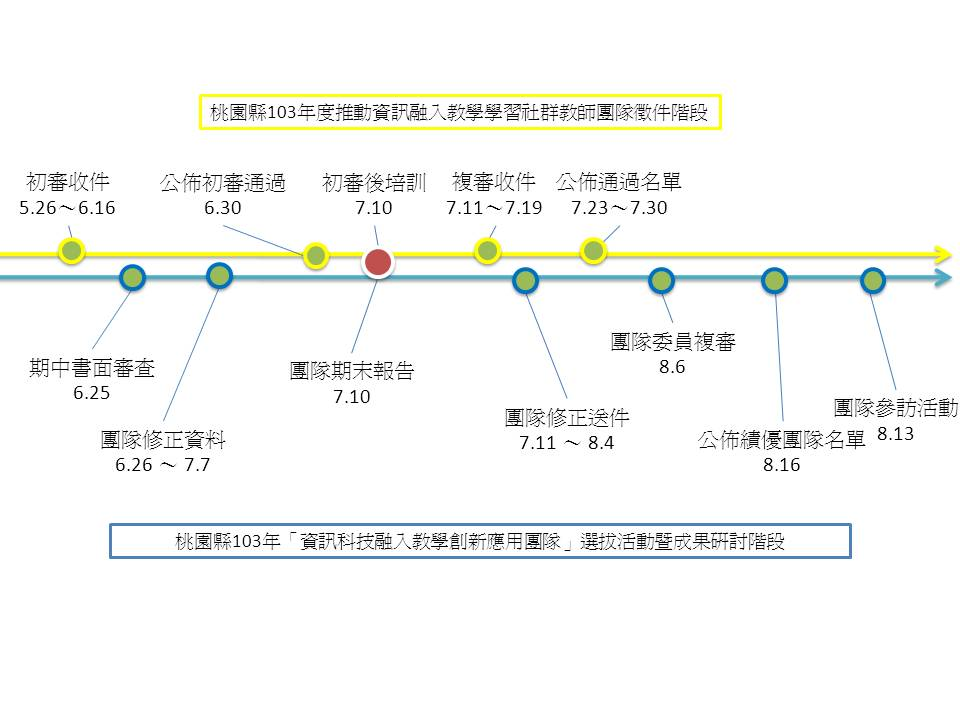 桃園縣103年度推動資訊融入教學學習社群教師團隊徵件階段
初審收件
5.26～6.16
公佈初審通過
6.30
初審後培訓
7.10
複審收件
7.11～7.19
公佈通過名單
7.23～7.30
期中書面審查
6.25
團隊修正資料
6.26 ～ 7.7
團隊期末報告
7.10
團隊修正送件
7.11 ～ 8.4
團隊委員複審
8.6
公佈績優團隊名單
8.16
團隊參訪活動
8.13
桃園縣103年「資訊科技融入教學創新應用團隊」選拔活動暨成果研討階段